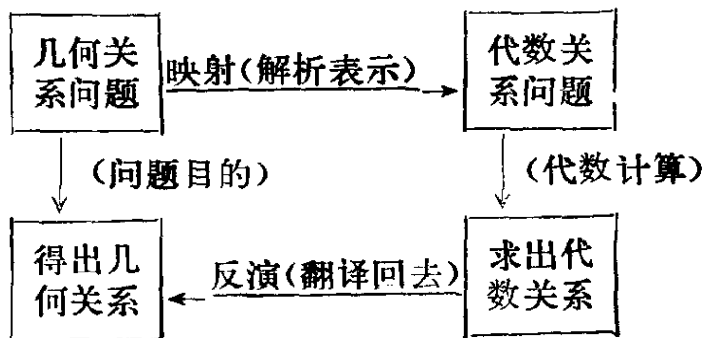 几何关
系问题
映射(解析表示)
代数关
系问题
(问题目的)
(代数计算)
得出几
何关系
反演(翻译回去)
求出代
数关系